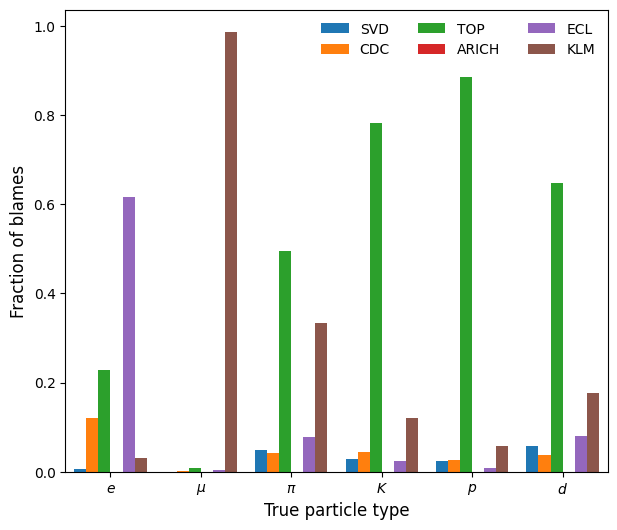 SVD TOP ECL
CDC ARICH KLM
1.0
0.8
0.6
0.4
0.2
0.0
Fraction of blames
e μ π K p d
True particle type